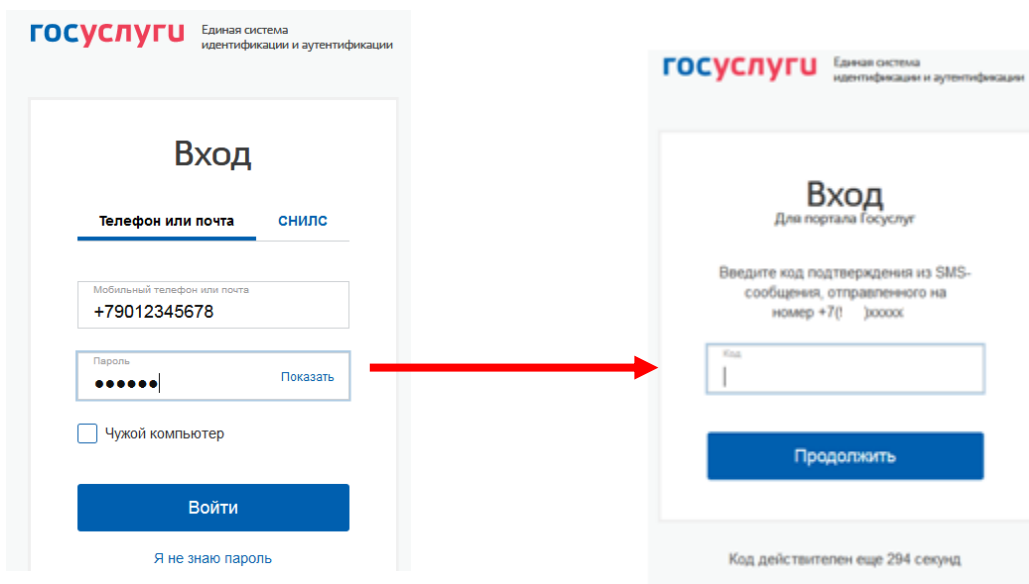 госуслуги
Единая система
идентификации и аутентификации
Вход
Телефон или почта
СНИЛС
Мобильный телефон или почта
+79012345678
Пароль
Показать
Чужой компьютер
Войти
Я не знаю пароль
госуслуги
Единая система
идентификации и аутентификации
Вход
Для портала Госуслуг
Введите код подтверждения из SMS-
сообщения, отправленного на
номер +7( )xxxxx
Код
Продолжить
Код действителен еще 294 секунд